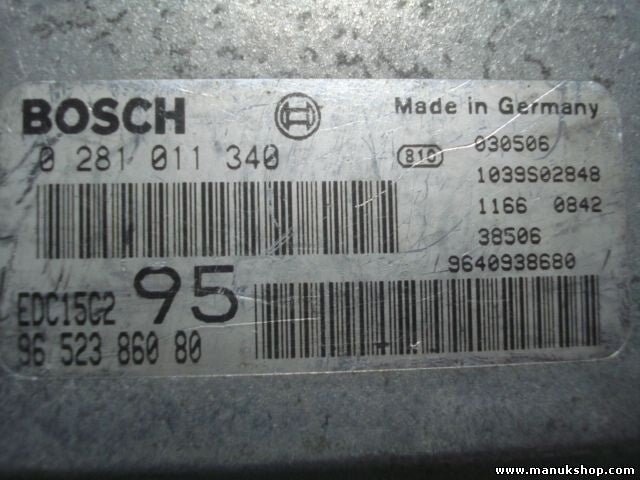 BOSCH
Made in Germany
0 281 011 340
810
030506
1039S02848
1166 0842
38506
9640938680
EDC15C2
95
96 523 860 80
www.manukshop.com